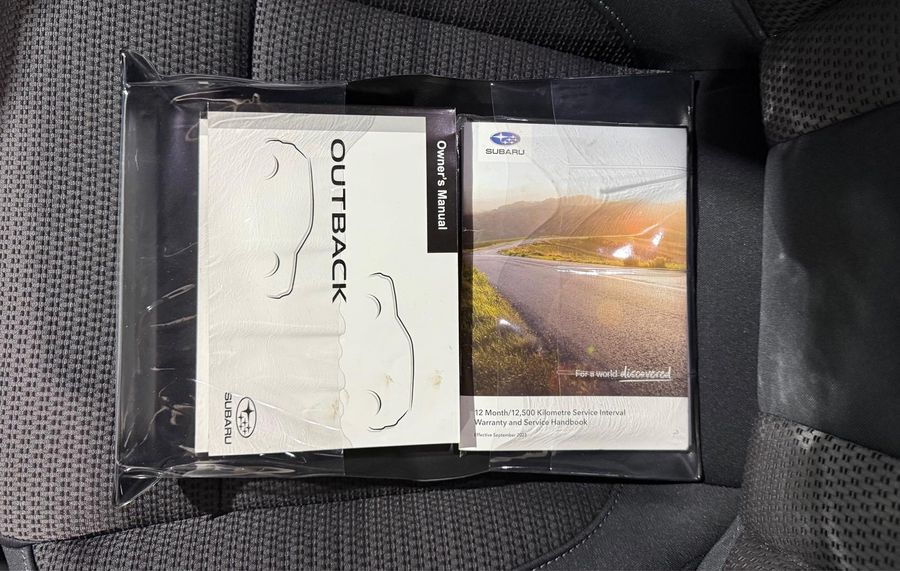 Owner's Manual
OUTBACK
SUBARU
SUBARU
For a world discovered
12 Month/12,500 Kilometre Service Interval
Warranty and Service Handbook
Effective September 2023